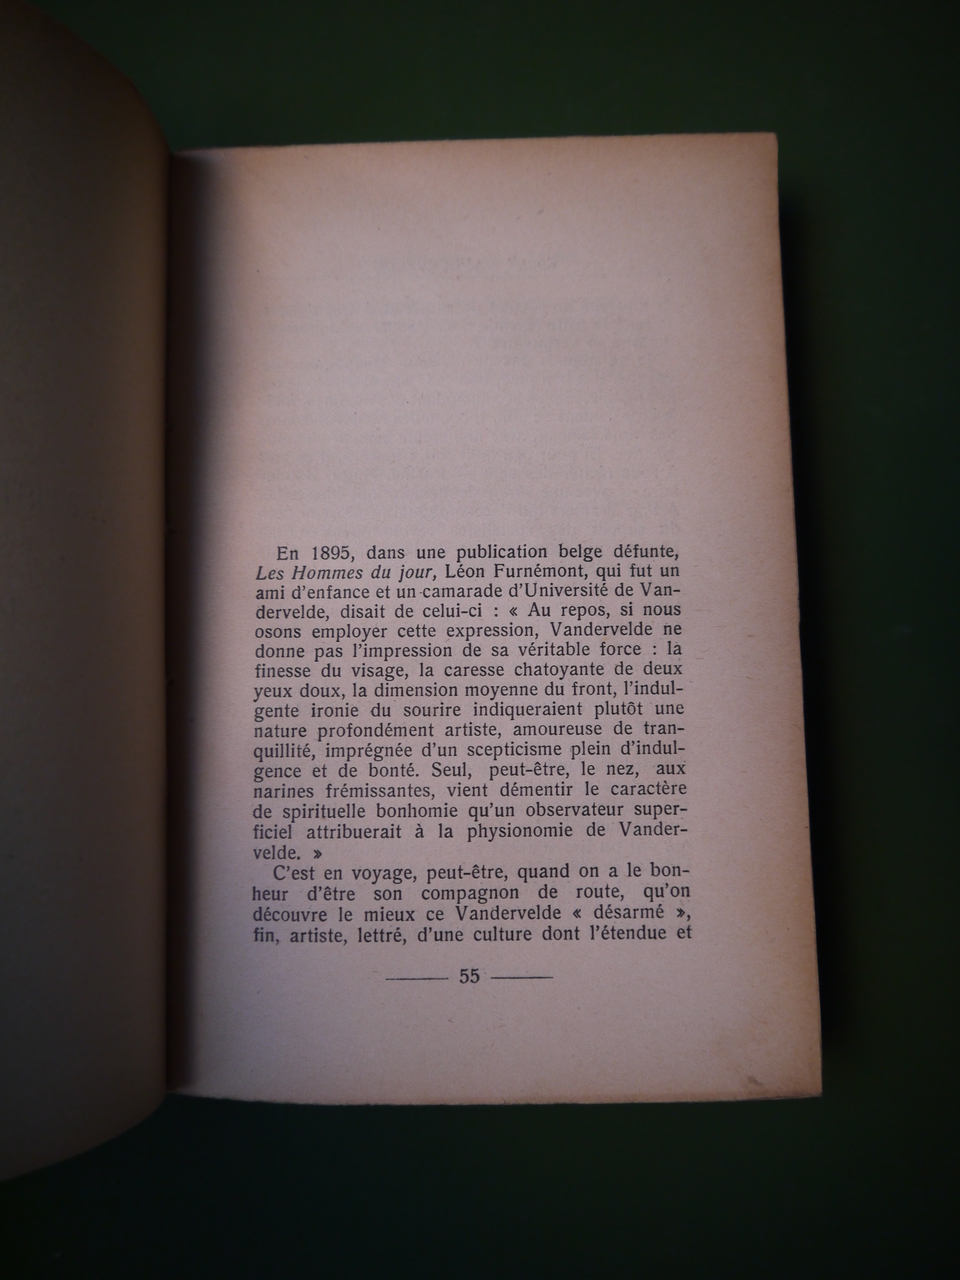 En 1895, dans une publication belge défunte,
Les Hommes du jour, Léon Furnémont, qui fut un
ami d'enfance et un camarade d'Université de Van-
dervelde, disait de celui-ci : « Au repos, si nous
osons employer cette expression, Vandervelde ne
donne pas l'impression de sa véritable force : la
finesse du visage, la caresse chatoyante de deux
yeux doux, la dimension moyenne du front, l'indul-
gente ironie du sourire indiqueraient plutôt une
nature profondément artiste, amoureuse de tran-
quillité, imprégnée d'un scepticisme plein d'indul-
gence et de bonté. Seul, peut-être, le nez, aux
narines frémissantes, vient démentir le caractère
de spirituelle bonhomie qu'un observateur super-
ficiel attribuerait à la physionomie de Vander-
velde. »
C'est en voyage, peut-être, quand on a le bon-
heur d'être son compagnon de route, qu'on
découvre le mieux ce Vandervelde « désarmé »,
fin, artiste, lettré, d'une culture dont l'étendue et
55